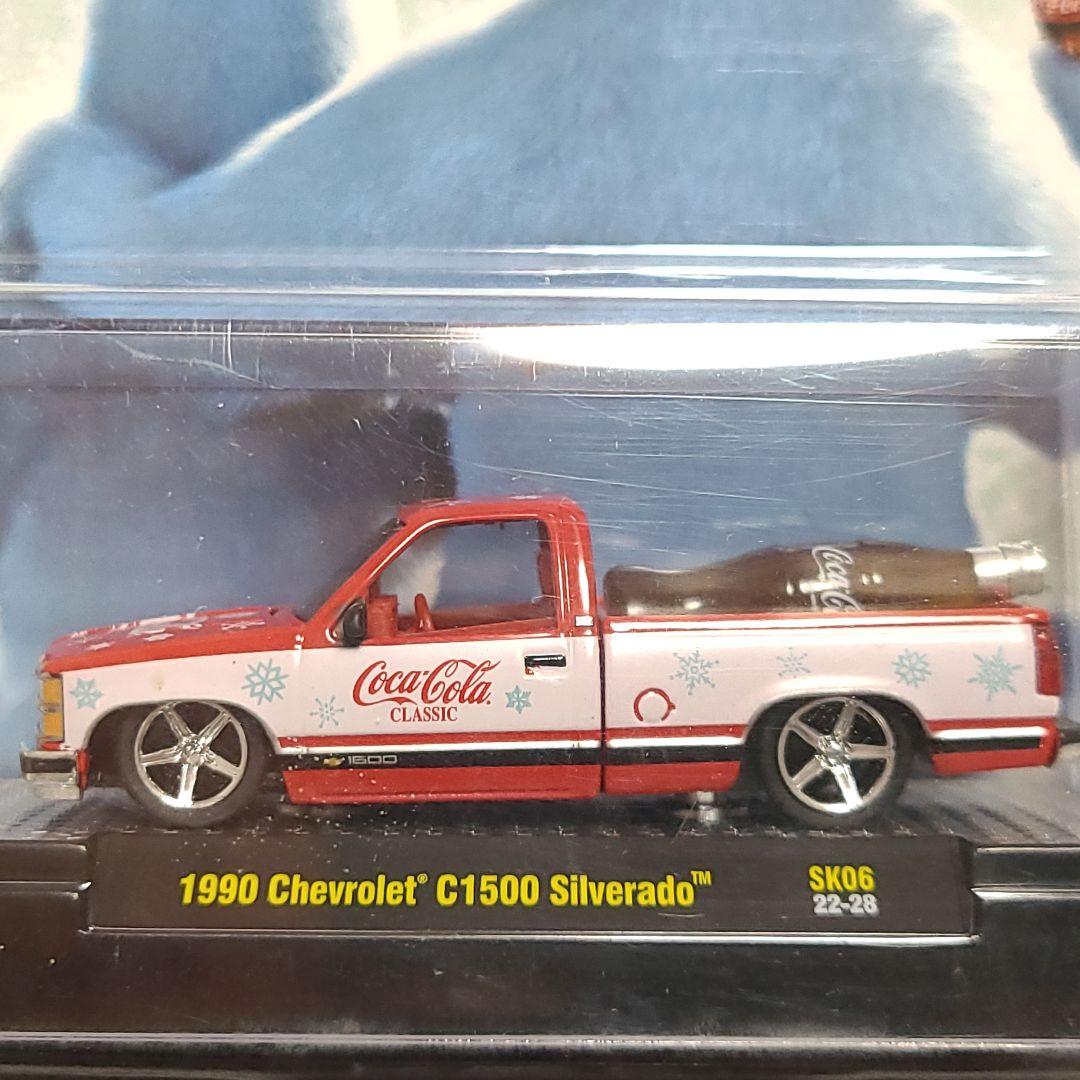 Coca-Cola
Coca-Cola
CLASSIC
1500
1990 Chevrolet® C1500 Silverado™
SK06
22-28